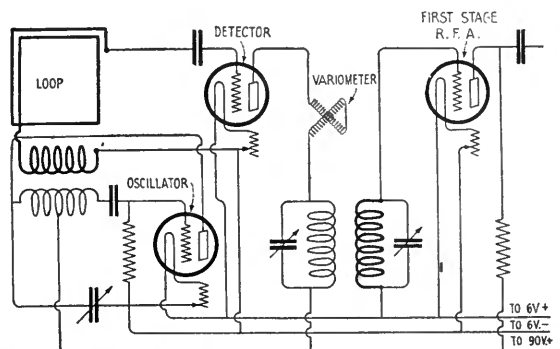 DETECTOR
FIRST STAGE
R. F. A.
LOOP
VARIOMETER
OSCILLATOR
TO 6V+
TO 6V.-
TO 90V.+